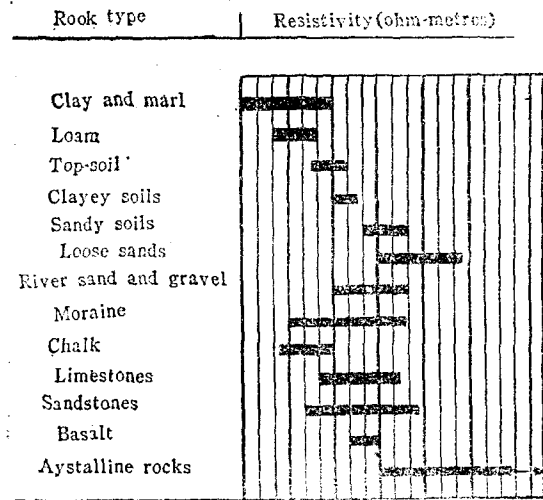 Rook type Resistivity (ohm-metres)
Clay and marl
Loam
Top-soil
Clayey soils
Sandy soils
Loose sands
River sand and gravel
Moraine
Chalk
Limestones
Sandstones
Basalt
Aystalline rocks